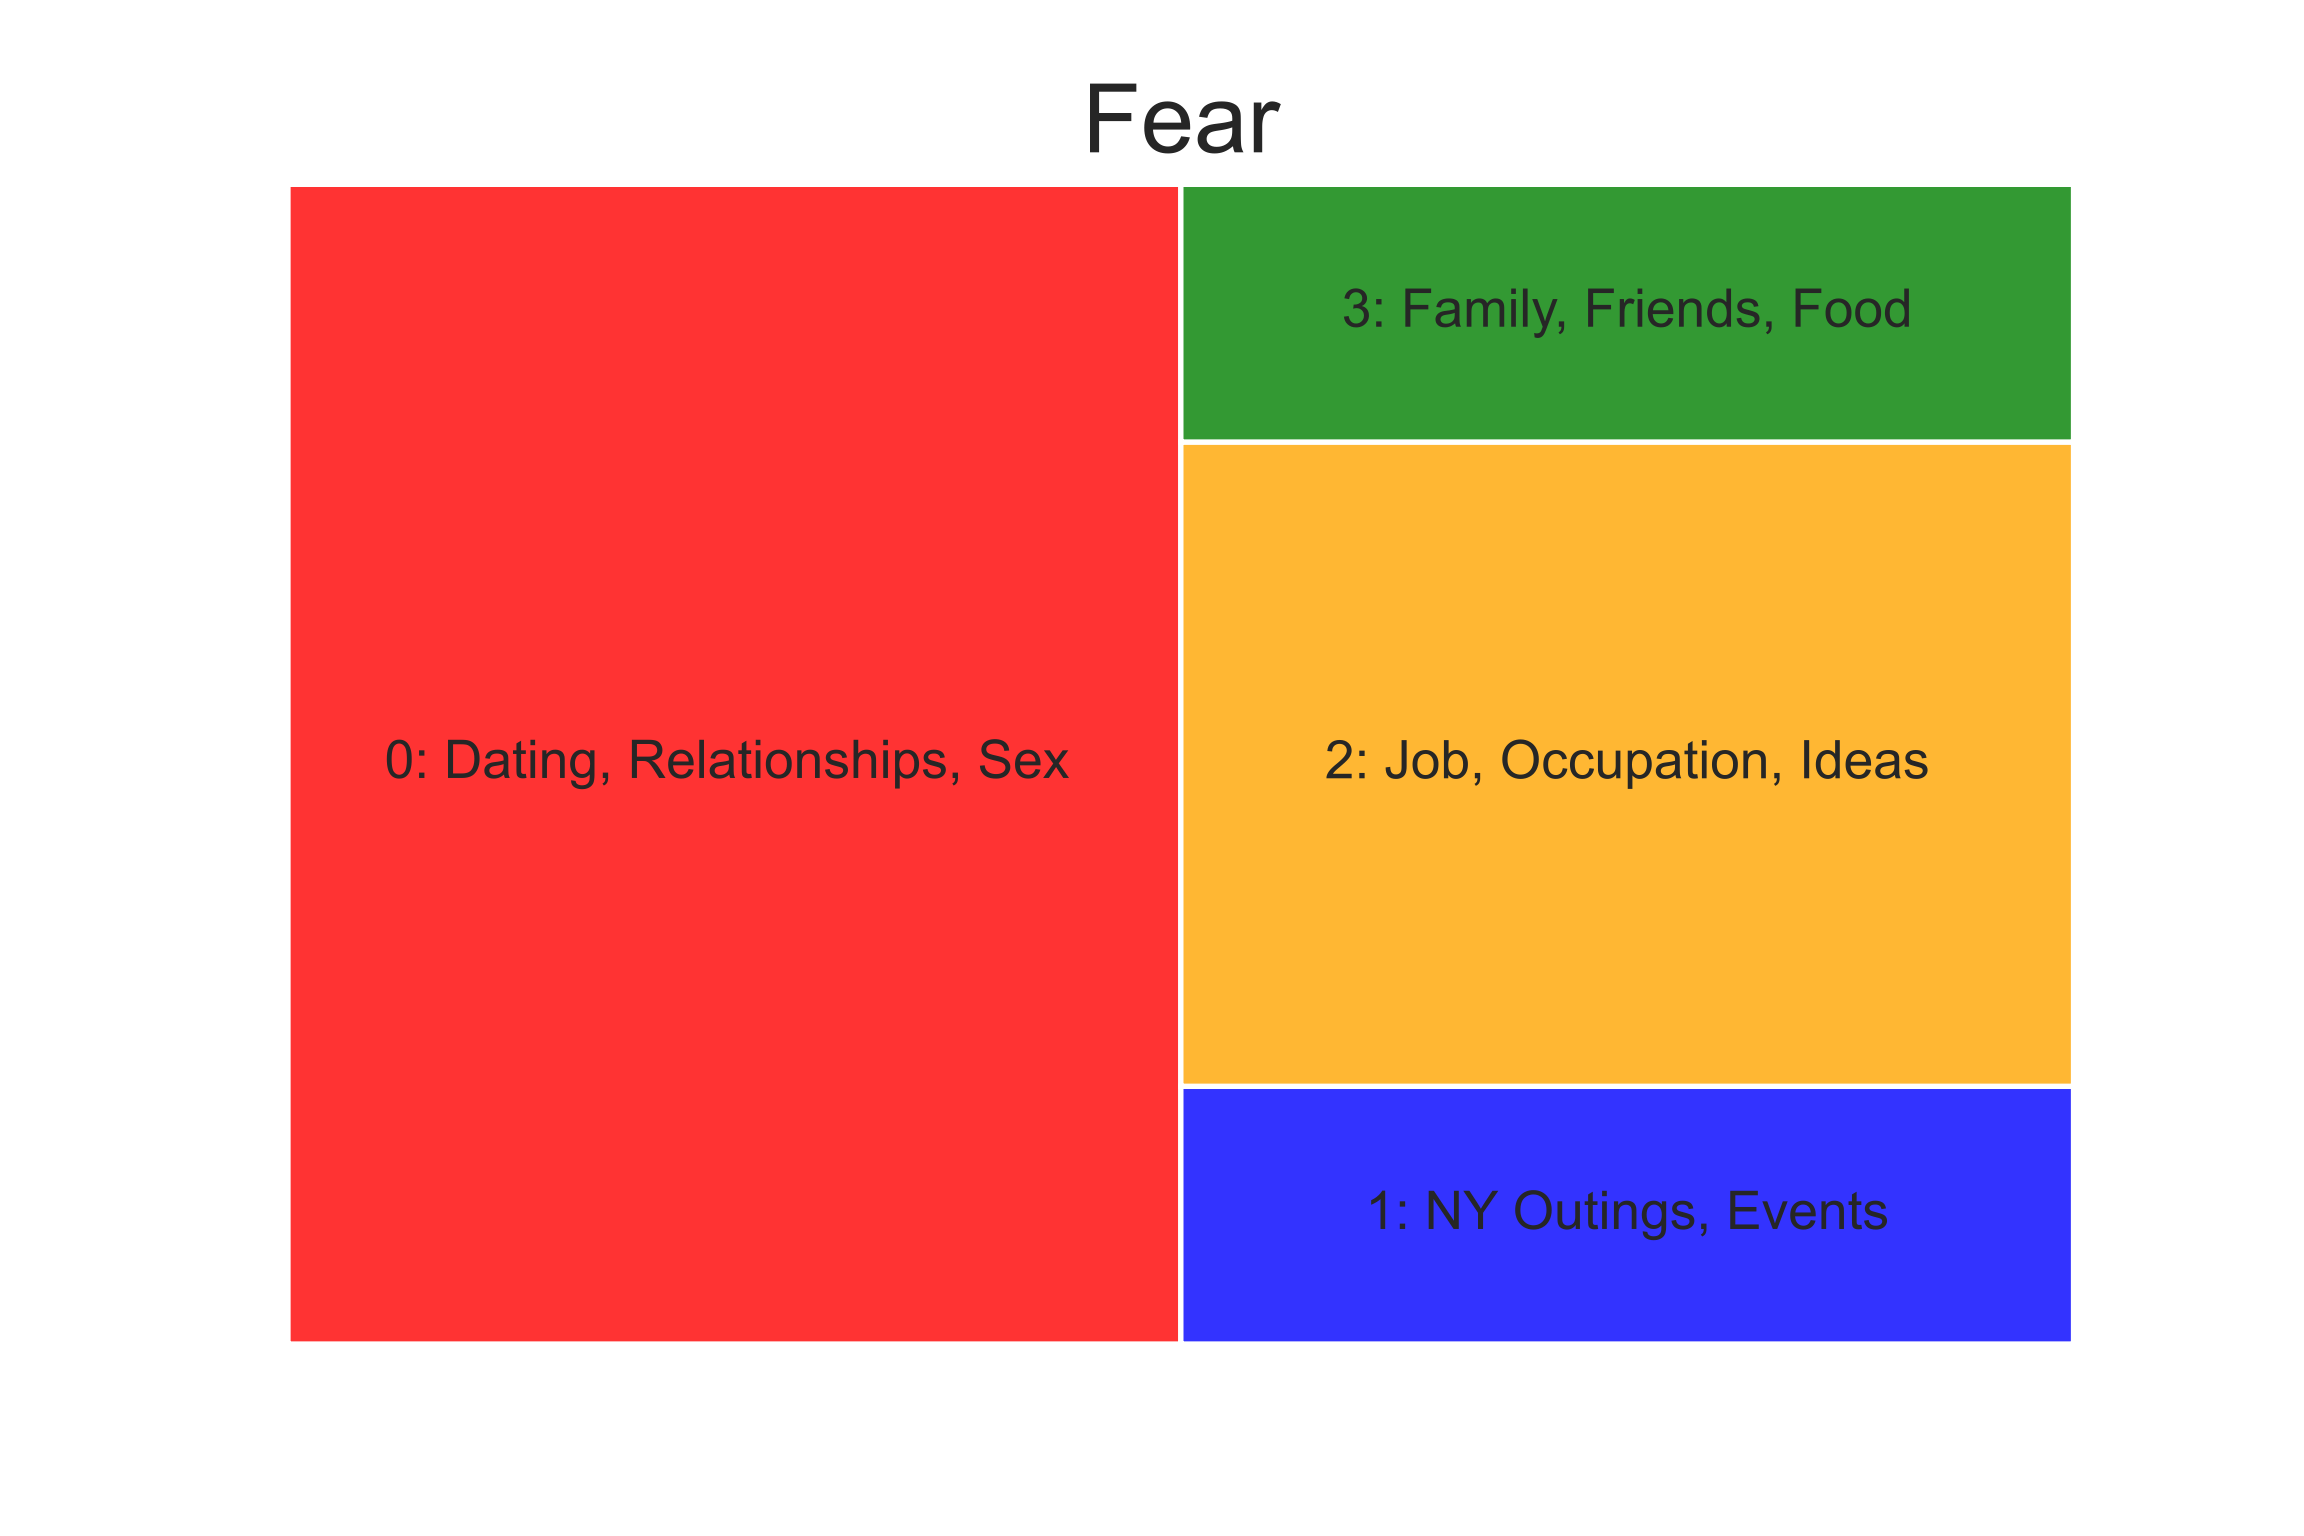 Fear
0: Dating, Relationships, Sex
3: Family, Friends, Food
2: Job, Occupation, Ideas
1: NY Outings, Events